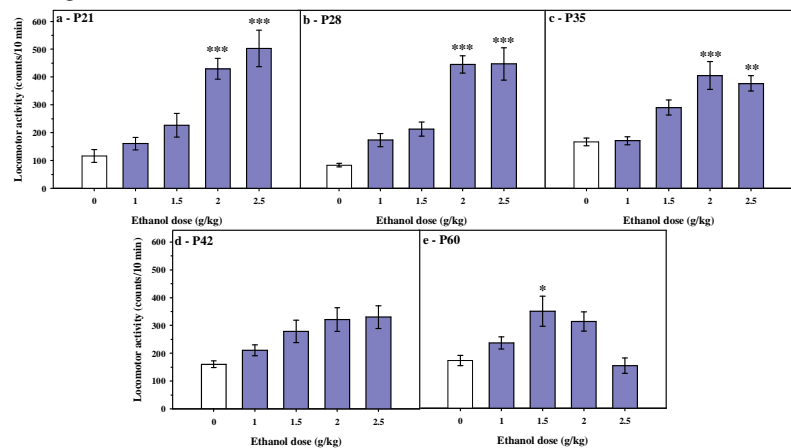 a - P21
b - P28
c - P35
Locomotor activity (counts/10 min)
600
500
400
300
200
100
0
***
***
***
***
***
**
0 1 1.5 2 2.5
0 1 1.5 2 2.5
0 1 1.5 2 2.5
Ethanol dose (g/kg)
Ethanol dose (g/kg)
Ethanol dose (g/kg)
d - P42
e - P60
Locomotor activity (counts/10 min)
600
500
400
300
200
100
0
*
0 1 1.5 2 2.5
0 1 1.5 2 2.5
Ethanol dose (g/kg)
Ethanol dose (g/kg)